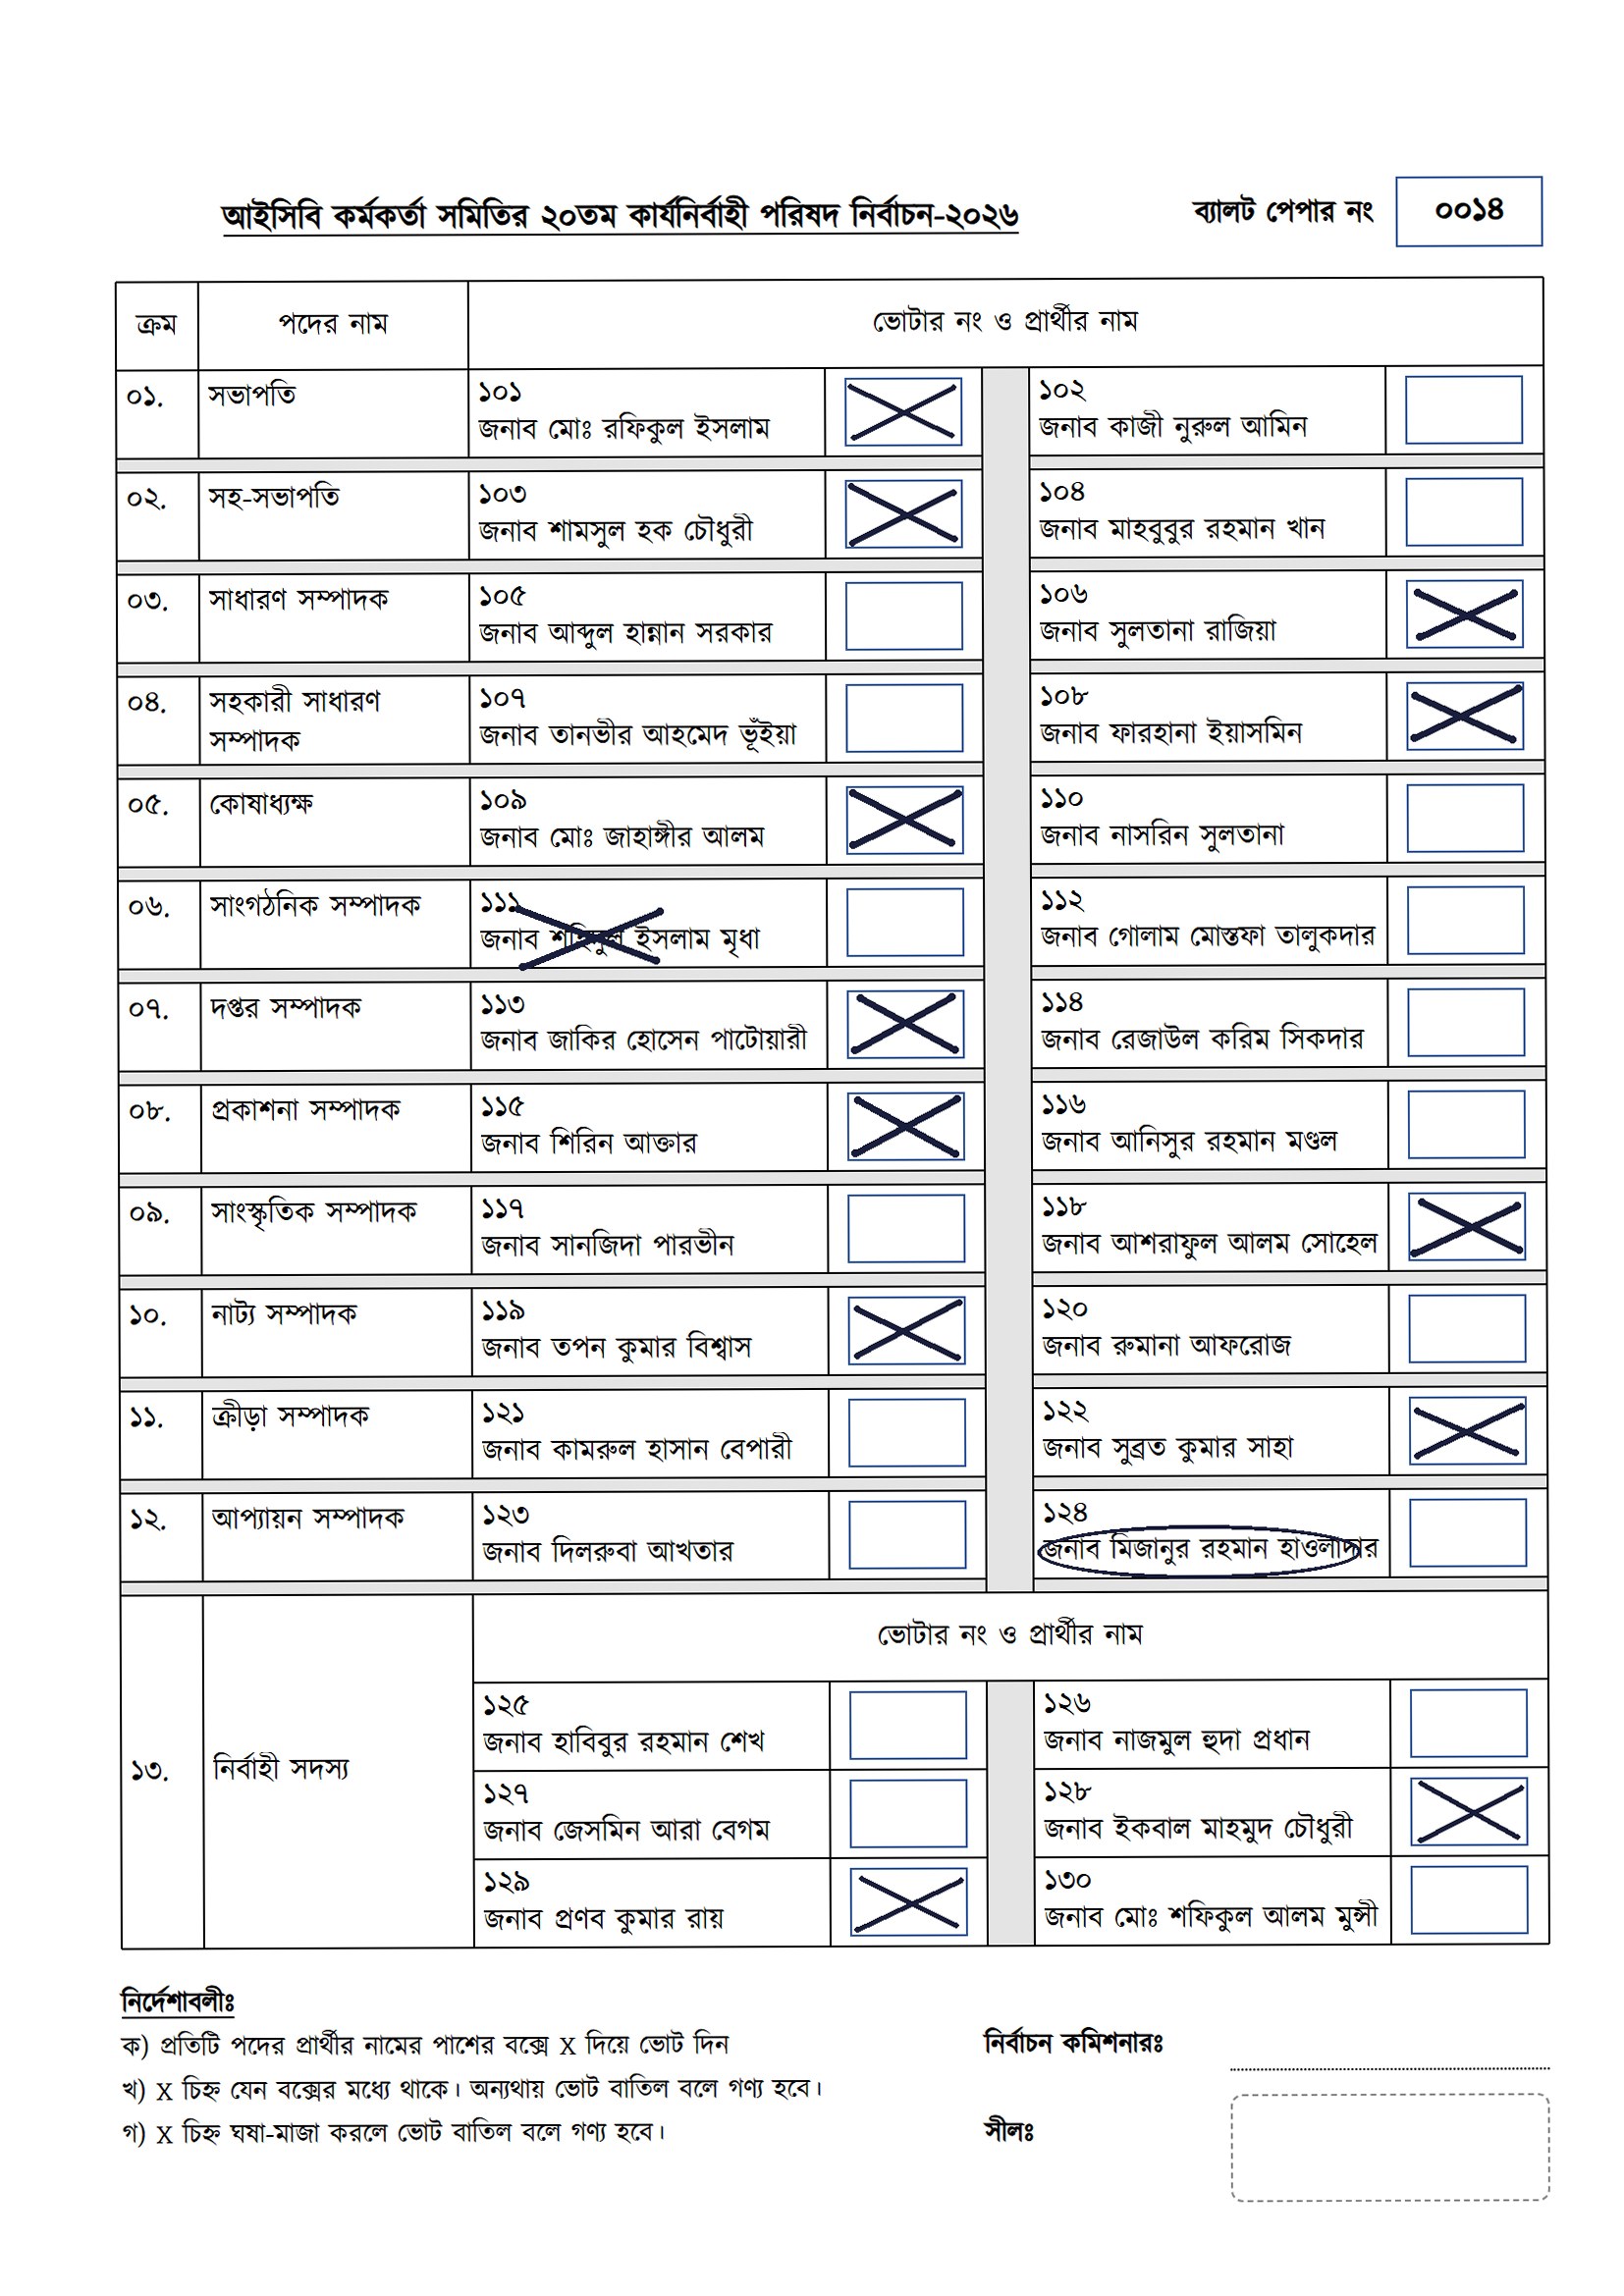 আইসিবি কর্মকর্তা সমিতির ২০তম কার্যনির্বাহী পরিষদ নির্বাচন-২০২৬ ব্যালট পেপার নং ০০১৪
ক্রম পদের নাম ভোটার নং ও প্রার্থীর নাম
০১. সভাপতি ১০১ ১০২
জনাব মোঃ রফিকুল ইসলাম জনাব কাজী নুরুল আমিন
০২. সহ-সভাপতি ১০৩ ১০৪
জনাব শামসুল হক চৌধুরী জনাব মাহবুবুর রহমান খান
০৩. সাধারণ সম্পাদক ১০৫ ১০৬
জনাব আব্দুল হান্নান সরকার জনাব সুলতানা রাজিয়া
০৪. সহকারী সাধারণ ১০৭ ১০৮
সম্পাদক জনাব তানভীর আহমেদ ভূঁইয়া জনাব ফারহানা ইয়াসমিন
০৫. কোষাধ্যক্ষ ১০৯ ১১০
জনাব মোঃ জাহাঙ্গীর আলম জনাব নাসরিন সুলতানা
০৬. সাংগঠনিক সম্পাদক ১১১ ১১২
জনাব শহিদুল ইসলাম মৃধা জনাব গোলাম মোস্তফা তালুকদার
০৭. দপ্তর সম্পাদক ১১৩ ১১৪
জনাব জাকির হোসেন পাটোয়ারী জনাব রেজাউল করিম সিকদার
০৮. প্রকাশনা সম্পাদক ১১৫ ১১৬
জনাব শিরিন আক্তার জনাব আনিসুর রহমান মণ্ডল
০৯. সাংস্কৃতিক সম্পাদক ১১৭ ১১৮
জনাব সানজিদা পারভীন জনাব আশরাফুল আলম সোহেল
১০. নাট্য সম্পাদক ১১৯ ১২০
জনাব তপন কুমার বিশ্বাস জনাব রুমানা আফরোজ
১১. ক্রীড়া সম্পাদক ১২১ ১২২
জনাব কামরুল হাসান বেপারী জনাব সুব্রত কুমার সাহা
১২. আপ্যায়ন সম্পাদক ১২৩ ১২৪
জনাব দিলরুবা আখতার জনাব মিজানুর রহমান হাওলাদার
ভোটার নং ও প্রার্থীর নাম
১২৫ ১২৬
জনাব হাবিবুর রহমান শেখ জনাব নাজমুল হুদা প্রধান
১৩. নির্বাহী সদস্য ১২৭ ১২৮
জনাব জেসমিন আরা বেগম জনাব ইকবাল মাহমুদ চৌধুরী
১২৯ ১৩০
জনাব প্রণব কুমার রায় জনাব মোঃ শফিকুল আলম মুন্সী
নির্দেশাবলীঃ
ক) প্রতিটি পদের প্রার্থীর নামের পাশের বক্সে X দিয়ে ভোট দিন নির্বাচন কমিশনারঃ
খ) X চিহ্ন যেন বক্সের মধ্যে থাকে। অন্যথায় ভোট বাতিল বলে গণ্য হবে।
গ) X চিহ্ন ঘষা-মাজা করলে ভোট বাতিল বলে গণ্য হবে। সীলঃ